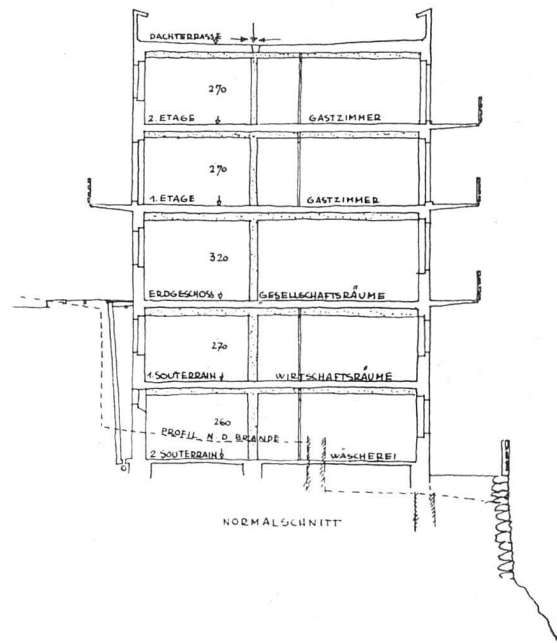 DACHTERRASSE
270
2. ETAGE GASTZIMMER
270
1. ETAGE GASTZIMMER
320
ERDGESCHOSS GESELLSCHAFTSRÄUME
270
1. SOUTERRAIN WIRTSCHAFTSRÄUME
260
PROFIL N D BRANDE
2 SOUTERRAIN WÄSCHEREI
NORMALSCHNITT